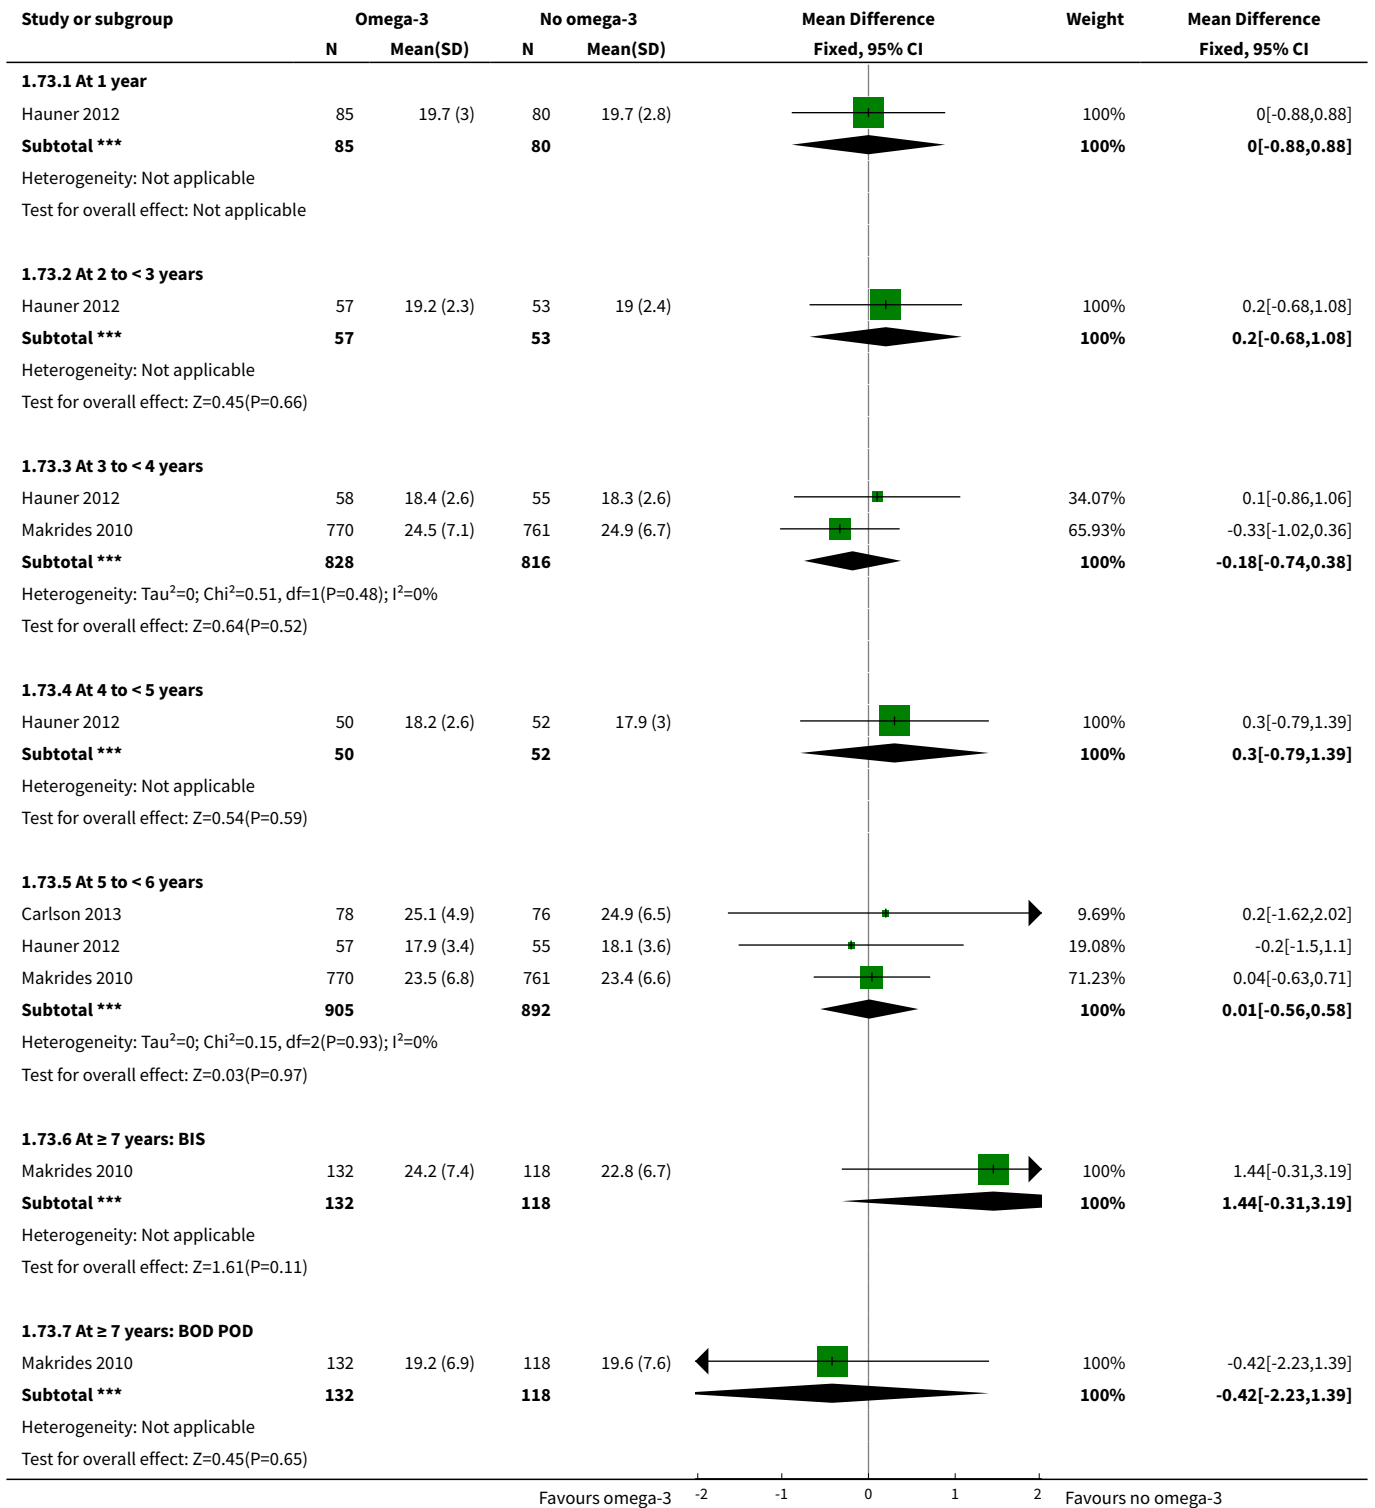 Study or subgroup Omega-3 No omega-3 Mean Difference Weight Mean Difference
N Mean(SD) N Mean(SD) Fixed, 95% CI Fixed, 95% CI
1.73.1 At 1 year
Hauner 2012 85 19.7 (3) 80 19.7 (2.8) 100% 0[-0.88,0.88]
Subtotal *** 85 80 100% 0[-0.88,0.88]
Heterogeneity: Not applicable
Test for overall effect: Not applicable
1.73.2 At 2 to < 3 years
Hauner 2012 57 19.2 (2.3) 53 19 (2.4) 100% 0.2[-0.68,1.08]
Subtotal *** 57 53 100% 0.2[-0.68,1.08]
Heterogeneity: Not applicable
Test for overall effect: Z=0.45(P=0.66)
1.73.3 At 3 to < 4 years
Hauner 2012 58 18.4 (2.6) 55 18.3 (2.6) 34.07% 0.1[-0.86,1.06]
Makrides 2010 770 24.5 (7.1) 761 24.9 (6.7) 65.93% -0.33[-1.02,0.36]
Subtotal *** 828 816 100% -0.18[-0.74,0.38]
Heterogeneity: Tau²=0; Chi²=0.51, df=1(P=0.48); I²=0%
Test for overall effect: Z=0.64(P=0.52)
1.73.4 At 4 to < 5 years
Hauner 2012 50 18.2 (2.6) 52 17.9 (3) 100% 0.3[-0.79,1.39]
Subtotal *** 50 52 100% 0.3[-0.79,1.39]
Heterogeneity: Not applicable
Test for overall effect: Z=0.54(P=0.59)
1.73.5 At 5 to < 6 years
Carlson 2013 78 25.1 (4.9) 76 24.9 (6.5) 9.69% 0.2[-1.62,2.02]
Hauner 2012 57 17.9 (3.4) 55 18.1 (3.6) 19.08% -0.2[-1.5,1.1]
Makrides 2010 770 23.5 (6.8) 761 23.4 (6.6) 71.23% 0.04[-0.63,0.71]
Subtotal *** 905 892 100% 0.01[-0.56,0.58]
Heterogeneity: Tau²=0; Chi²=0.15, df=2(P=0.93); I²=0%
Test for overall effect: Z=0.03(P=0.97)
1.73.6 At ≥ 7 years: BIS
Makrides 2010 132 24.2 (7.4) 118 22.8 (6.7) 100% 1.44[-0.31,3.19]
Subtotal *** 132 118 100% 1.44[-0.31,3.19]
Heterogeneity: Not applicable
Test for overall effect: Z=1.61(P=0.11)
1.73.7 At ≥ 7 years: BOD POD
Makrides 2010 132 19.2 (6.9) 118 19.6 (7.6) 100% -0.42[-2.23,1.39]
Subtotal *** 132 118 100% -0.42[-2.23,1.39]
Heterogeneity: Not applicable
Test for overall effect: Z=0.45(P=0.65)
Favours omega-3 -2 -1 0 1 2 Favours no omega-3